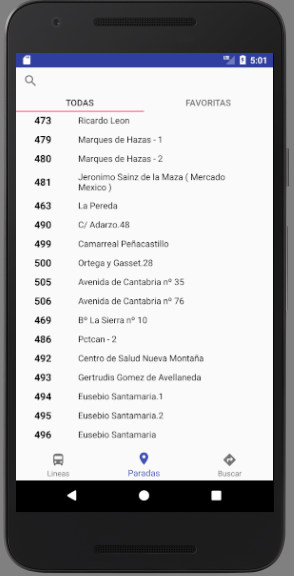 5:01
TODAS FAVORITAS
473 Ricardo Leon
479 Marques de Hazas - 1
480 Marques de Hazas - 2
481 Jeronimo Sainz de la Maza ( Mercado
Mexico )
463 La Pereda
490 C/ Adarzo.48
499 Camarreal Peñacastillo
500 Ortega y Gasset.28
505 Avenida de Cantabria nº 35
506 Avenida de Cantabria nº 76
469 Bº La Sierra nº 10
486 Pctcan - 2
492 Centro de Salud Nueva Montaña
493 Gertrudis Gomez de Avellaneda
494 Eusebio Santamaria.1
495 Eusebio Santamaria.2
496 Eusebio Santamaria
Lineas Paradas Buscar